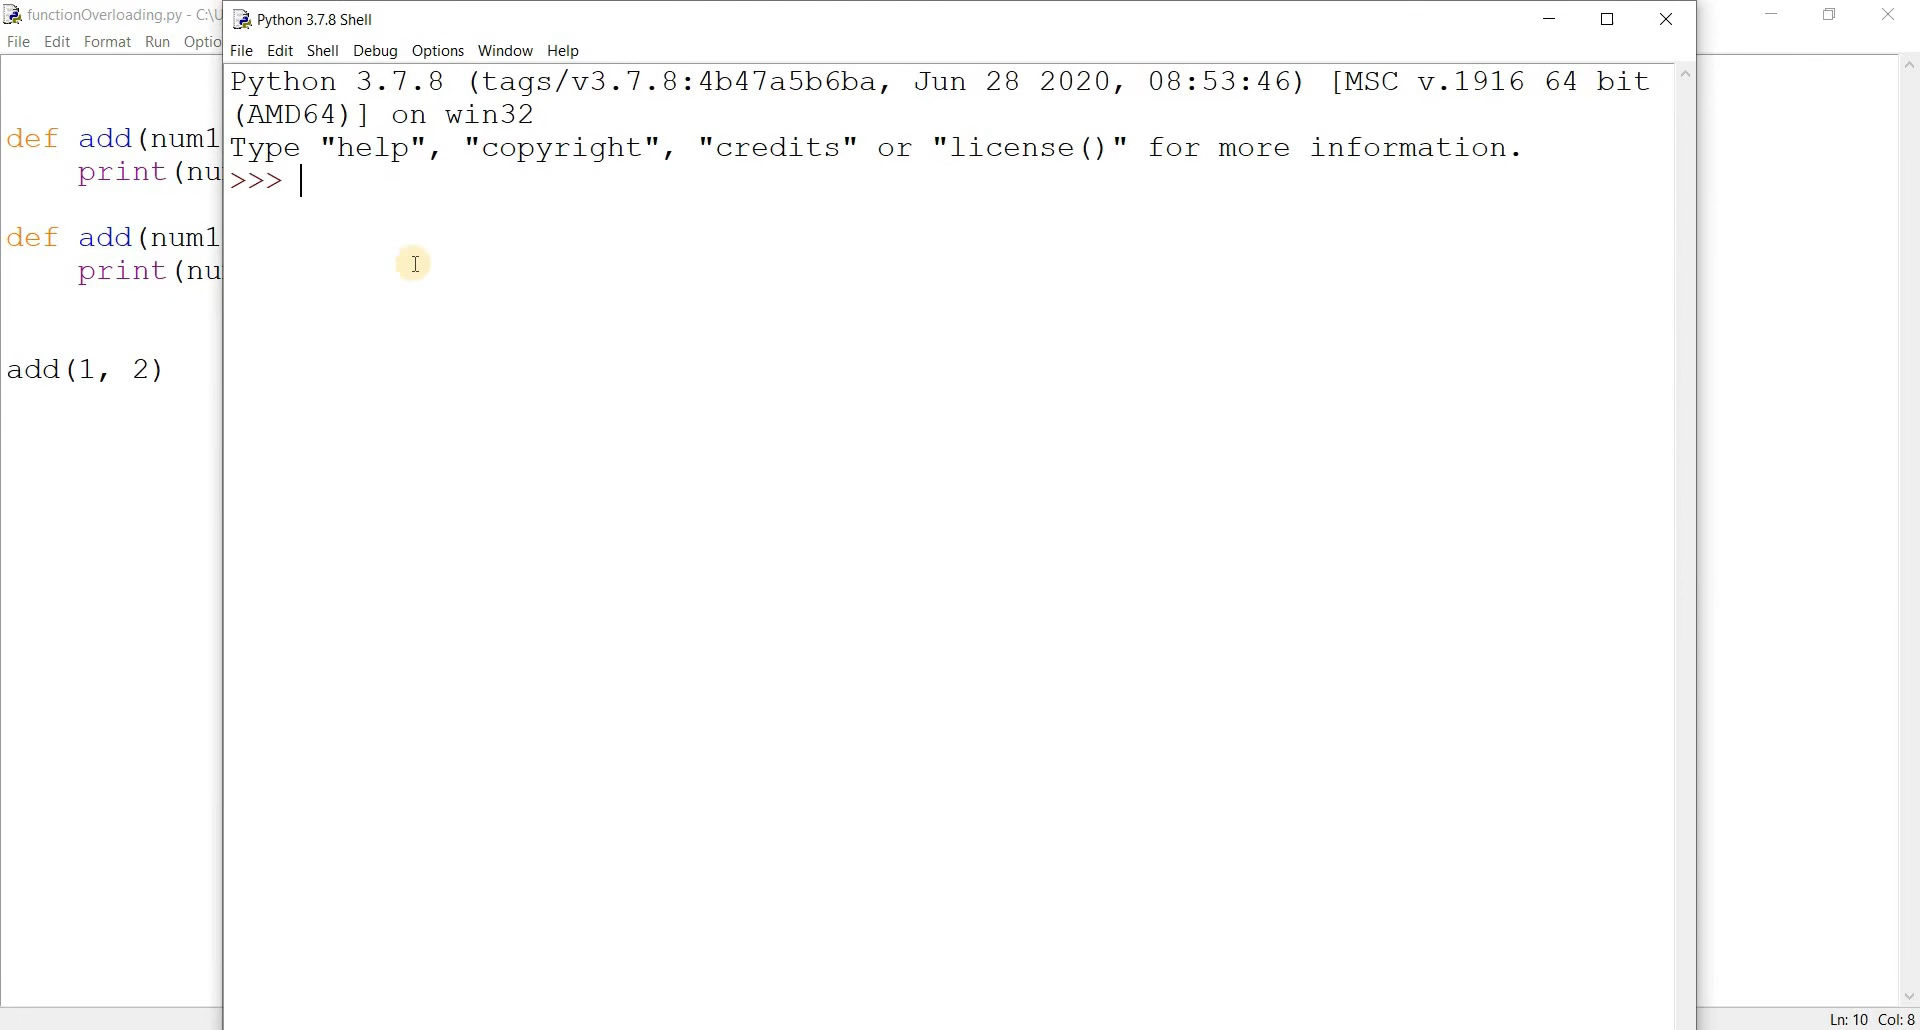 functionOverloading.py - C:\U
File Edit Format Run Optio
def add(num1
print(nu
def add(num1
print(nu
add(1, 2)
Python 3.7.8 Shell
File Edit Shell Debug Options Window Help
Python 3.7.8 (tags/v3.7.8:4b47a5b6ba, Jun 28 2020, 08:53:46) [MSC v.1916 64 bit
(AMD64)] on win32
Type "help", "copyright", "credits" or "license()" for more information.
>>>
Ln: 10 Col: 8